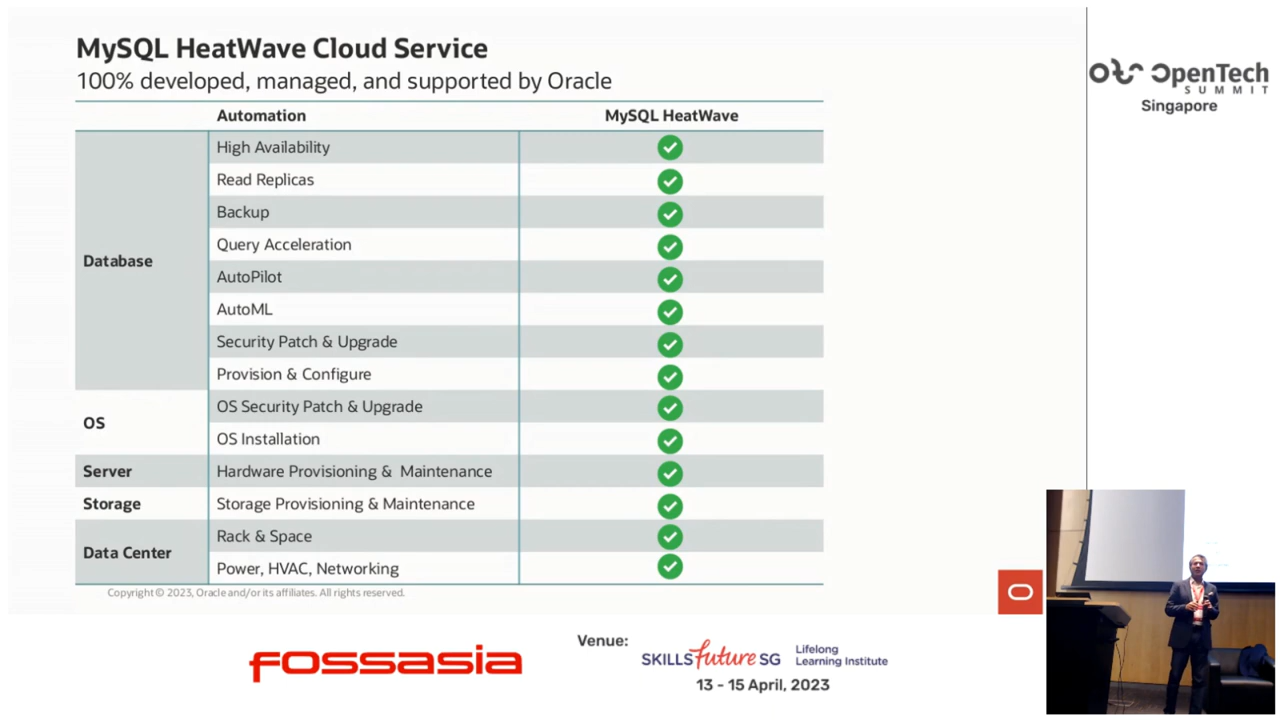 MySQL HeatWave Cloud Service
100% developed, managed, and supported by Oracle
Automation MySQL HeatWave
Database
High Availability
Read Replicas
Backup
Query Acceleration
AutoPilot
AutoML
Security Patch & Upgrade
Provision & Configure
OS
OS Security Patch & Upgrade
OS Installation
Server Hardware Provisioning & Maintenance
Storage Storage Provisioning & Maintenance
Data Center
Rack & Space
Power, HVAC, Networking
Copyright © 2023, Oracle and/or its affiliates. All rights reserved.
OpenTech
SUMMIT
Singapore
fossasia
Venue:
SKILLS future SG
Lifelong
Learning Institute
13 - 15 April, 2023